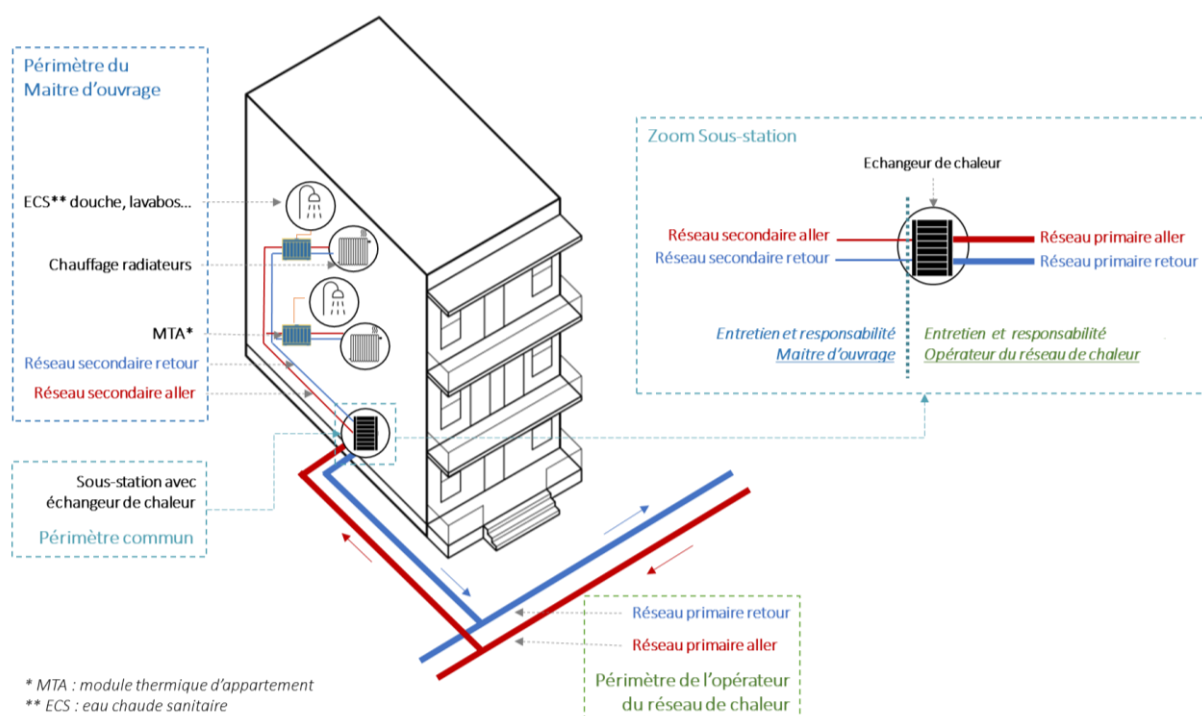 Périmètre du
Maitre d'ouvrage
ECS** douche, lavabos...
Chauffage radiateurs
MTA*
Réseau secondaire retour
Réseau secondaire aller
Sous-station avec
échangeur de chaleur
Périmètre commun
Zoom Sous-station
Echangeur de chaleur
Réseau secondaire aller
Réseau secondaire retour
Réseau primaire aller
Réseau primaire retour
Entretien et responsabilité
Maitre d'ouvrage
Entretien et responsabilité
Opérateur du réseau de chaleur
Réseau primaire retour
Réseau primaire aller
Périmètre de l'opérateur
du réseau de chaleur
* MTA : module thermique d'appartement
** ECS : eau chaude sanitaire